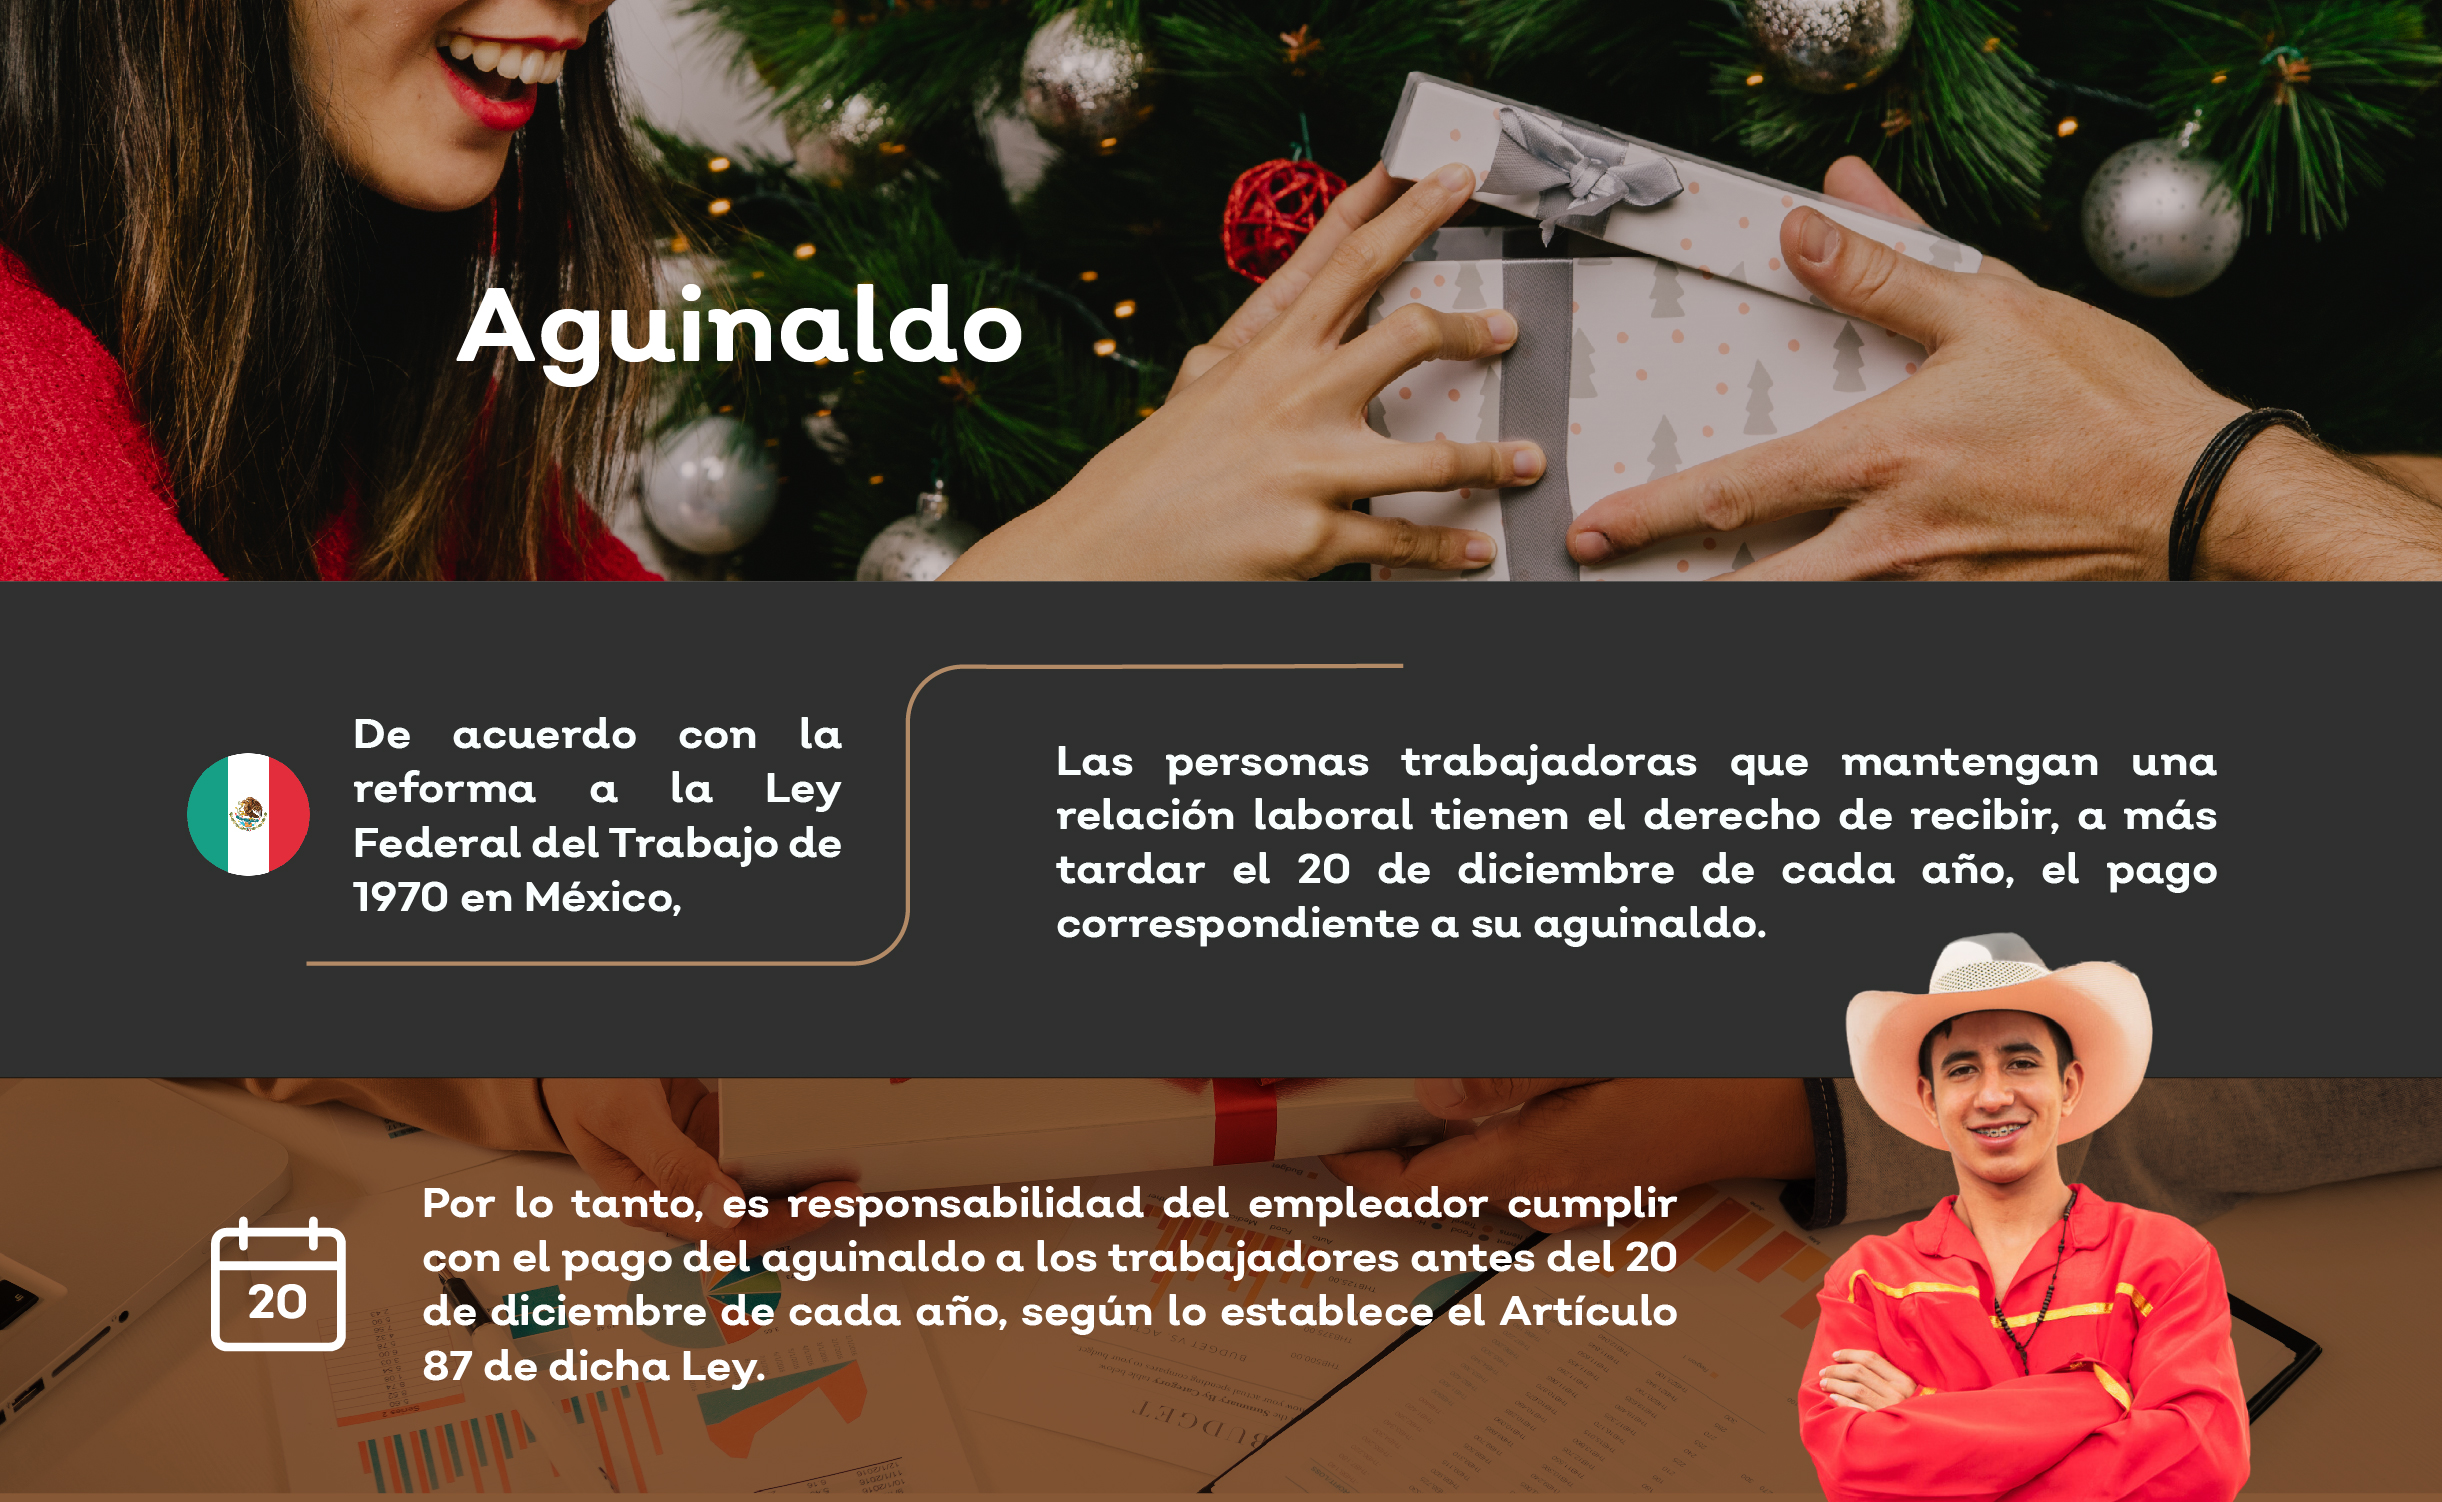 Aguinaldo
De acuerdo con la
reforma a la Ley
Federal del Trabajo de
1970 en México,
Las personas trabajadoras que mantengan una
relación laboral tienen el derecho de recibir, a más
tardar el 20 de diciembre de cada año, el pago
correspondiente a su aguinaldo.
20
Por lo tanto, es responsabilidad del empleador cumplir
con el pago del aguinaldo a los trabajadores antes del 20
de diciembre de cada año, según lo establece el Artículo
87 de dicha Ley.
BUDGET